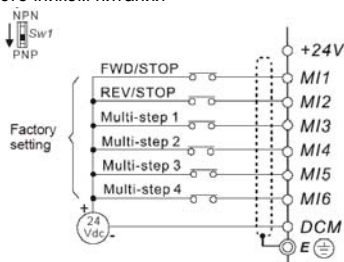 NPN
Sw1
PNP
+24V
FWD/STOP
MI1
REV/STOP
MI2
Multi-step 1
MI3
Factory
setting
Multi-step 2
MI4
Multi-step 3
MI5
Multi-step 4
MI6
+
24
Vdc
-
DCM
E